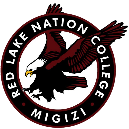 RED LAKE NATION COLLEGE
• MIGIZI •